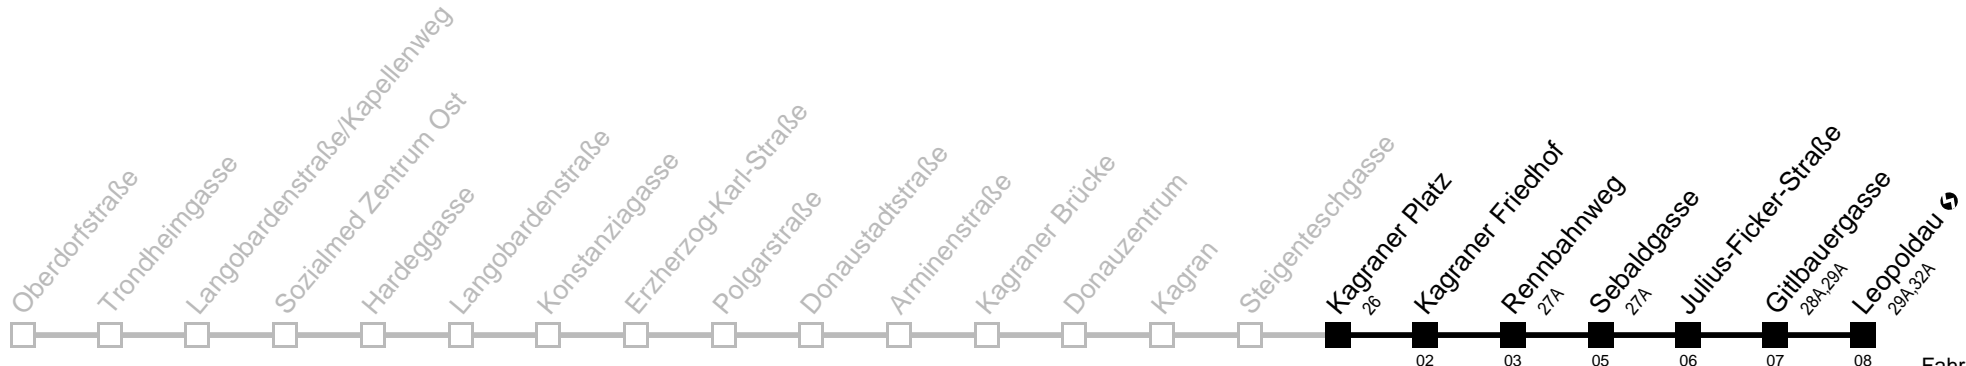 Oberdorfstraße
Trondheimgasse
Langobardenstraße/Kapellenweg
Sozialmed Zentrum Ost
Hardeggasse
Langobardenstraße
Konstanziagasse
Erzherzog-Karl-Straße
Polgarstraße
Donaustadtstraße
Arminenstraße
Kagraner Brücke
Donauzentrum
Kagran
Steigenteschgasse
Kagraner Platz
26
Kagraner Friedhof
Rennbahnweg
27A
Sebaldgasse
27A
Julius-Ficker-Straße
Gitlbauergasse
28A,29A
Leopoldau
29A,32A
02
03
05
06
07
08
Fahr